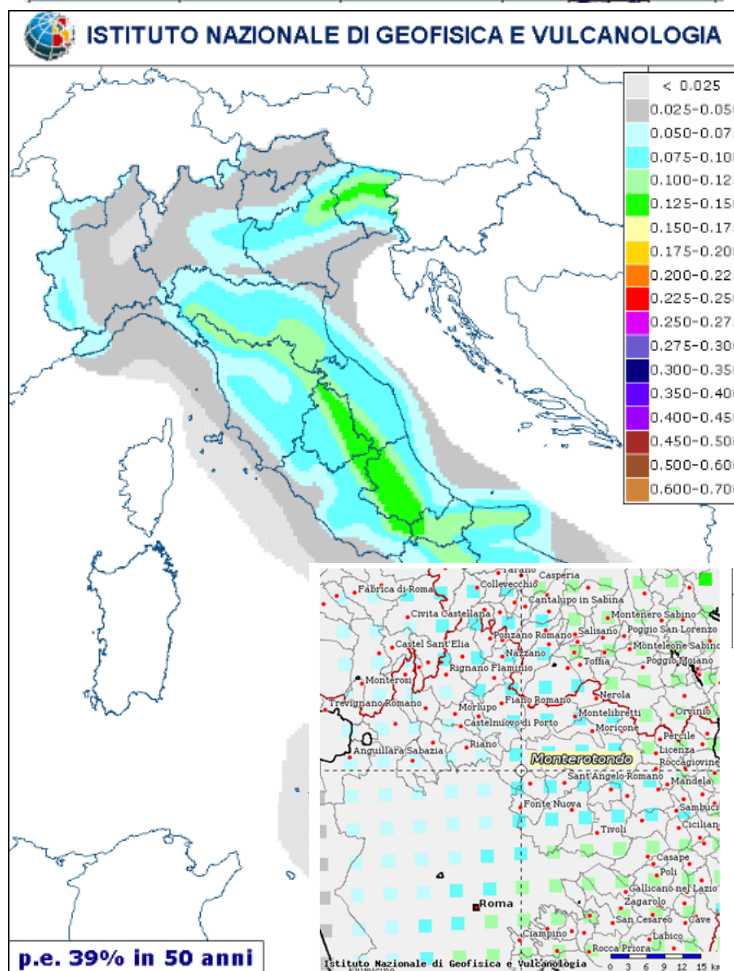 ISTITUTO NAZIONALE DI GEOFISICA E VULCANOLOGIA
< 0.025
0.025-0.050
0.050-0.07
0.075-0.100
0.100-0.12
0.125-0.150
0.150-0.17
0.175-0.200
0.200-0.22
0.225-0.250
0.250-0.27
0.275-0.300
0.300-0.350
0.350-0.400
0.400-0.450
0.450-0.500
0.500-0.600
0.600-0.700
Casperia
Fabrica di Roma
Collevecchio
Cantalupo in Sabina
Civita Castellana
Montenero Sabino
Ponzano Romano
Salisano
Poggio San Lorenzo
Castel Sant'Elia
Nazzano
Monteleone Sabino
Rignano Flaminio
Toffia
Poggio Moiano
Monterosi
Nerola
Trevignano Romano
Morlupo
Fiano Romano
Orvinio
Castelnuovo di Porto
Montelibretti
Moricone
Percile
Riano
Licenza
Anguillara Sabazia
Monterotondo
Roccagiovine
Sant'Angelo Romano
Mandela
Fonte Nuova
Sambuci
Tivoli
Ciciliano
Casape
Poli
Gallicano nel Lazio
Roma
Zagarolo
San Cesareo
Cave
Ciampino
Labico
Rocca Priora
0 3 6 9 12 15 km
Istituto Nazionale di Geofisica e Vulcanologia
p.e. 39% in 50 anni